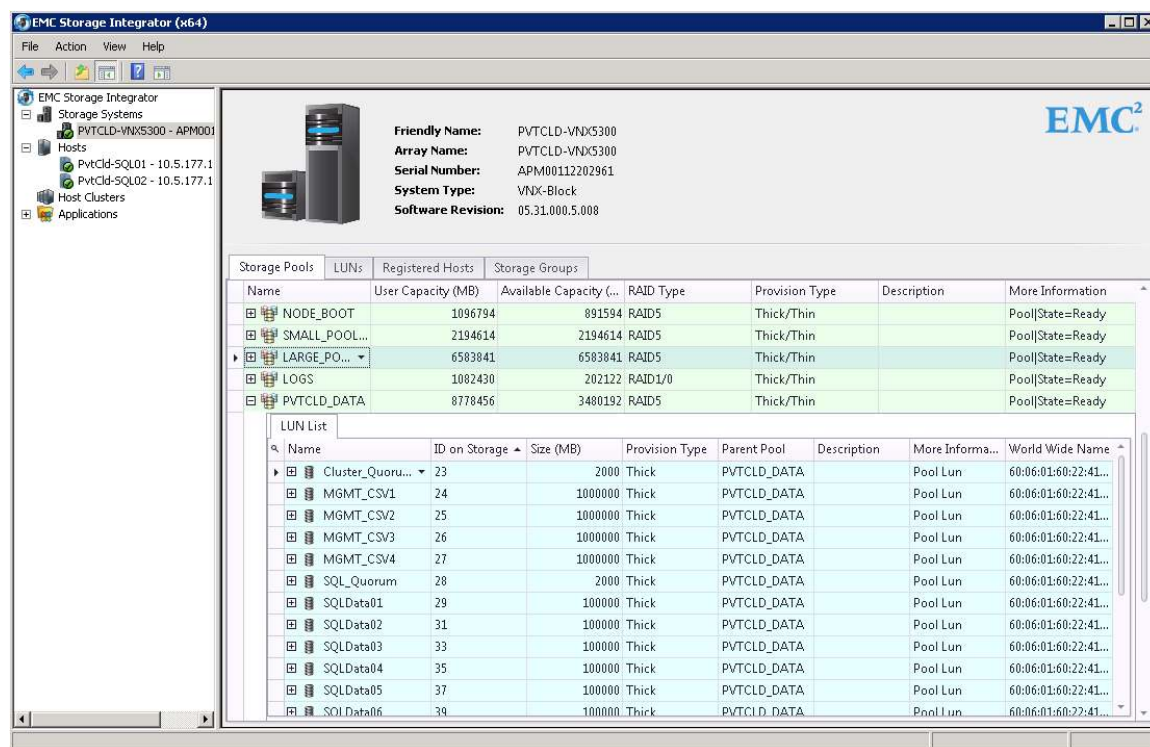 EMC Storage Integrator (x64)
File Action View Help
EMC Storage Integrator
Storage Systems
PVTCLD-VNX5300 - APM001
Hosts
PvtCld-SQL01 - 10.5.177.1
PvtCld-SQL02 - 10.5.177.1
Host Clusters
Applications
EMC²
Friendly Name: PVTCLD-VNX5300
Array Name: PVTCLD-VNX5300
Serial Number: APM00112202961
System Type: VNX-Block
Software Revision: 05.31.000.5.008
Storage Pools LUNs Registered Hosts Storage Groups
Name User Capacity (MB) Available Capacity (... RAID Type Provision Type Description More Information
NODE_BOOT 1096794 891594 RAID5 Thick/Thin Pool|State=Ready
SMALL_POOL... 2194614 2194614 RAID5 Thick/Thin Pool|State=Ready
LARGE_PO... 6583841 6583841 RAID5 Thick/Thin Pool|State=Ready
LOGS 1082430 202122 RAID1/0 Thick/Thin Pool|State=Ready
PVTCLD_DATA 8778456 3480192 RAID5 Thick/Thin Pool|State=Ready
LUN List
Name ID on Storage Size (MB) Provision Type Parent Pool Description More Informa... World Wide Name
Cluster_Quoru... 23 2000 Thick PVTCLD_DATA Pool Lun 60:06:01:60:22:41...
MGMT_CSV1 24 1000000 Thick PVTCLD_DATA Pool Lun 60:06:01:60:22:41...
MGMT_CSV2 25 1000000 Thick PVTCLD_DATA Pool Lun 60:06:01:60:22:41...
MGMT_CSV3 26 1000000 Thick PVTCLD_DATA Pool Lun 60:06:01:60:22:41...
MGMT_CSV4 27 1000000 Thick PVTCLD_DATA Pool Lun 60:06:01:60:22:41...
SQL_Quorum 28 2000 Thick PVTCLD_DATA Pool Lun 60:06:01:60:22:41...
SQLData01 29 100000 Thick PVTCLD_DATA Pool Lun 60:06:01:60:22:41...
SQLData02 31 100000 Thick PVTCLD_DATA Pool Lun 60:06:01:60:22:41...
SQLData03 33 100000 Thick PVTCLD_DATA Pool Lun 60:06:01:60:22:41...
SQLData04 35 100000 Thick PVTCLD_DATA Pool Lun 60:06:01:60:22:41...
SQLData05 37 100000 Thick PVTCLD_DATA Pool Lun 60:06:01:60:22:41...
SQLData06 39 100000 Thick PVTCLD_DATA Pool Lun 60:06:01:60:22:41...